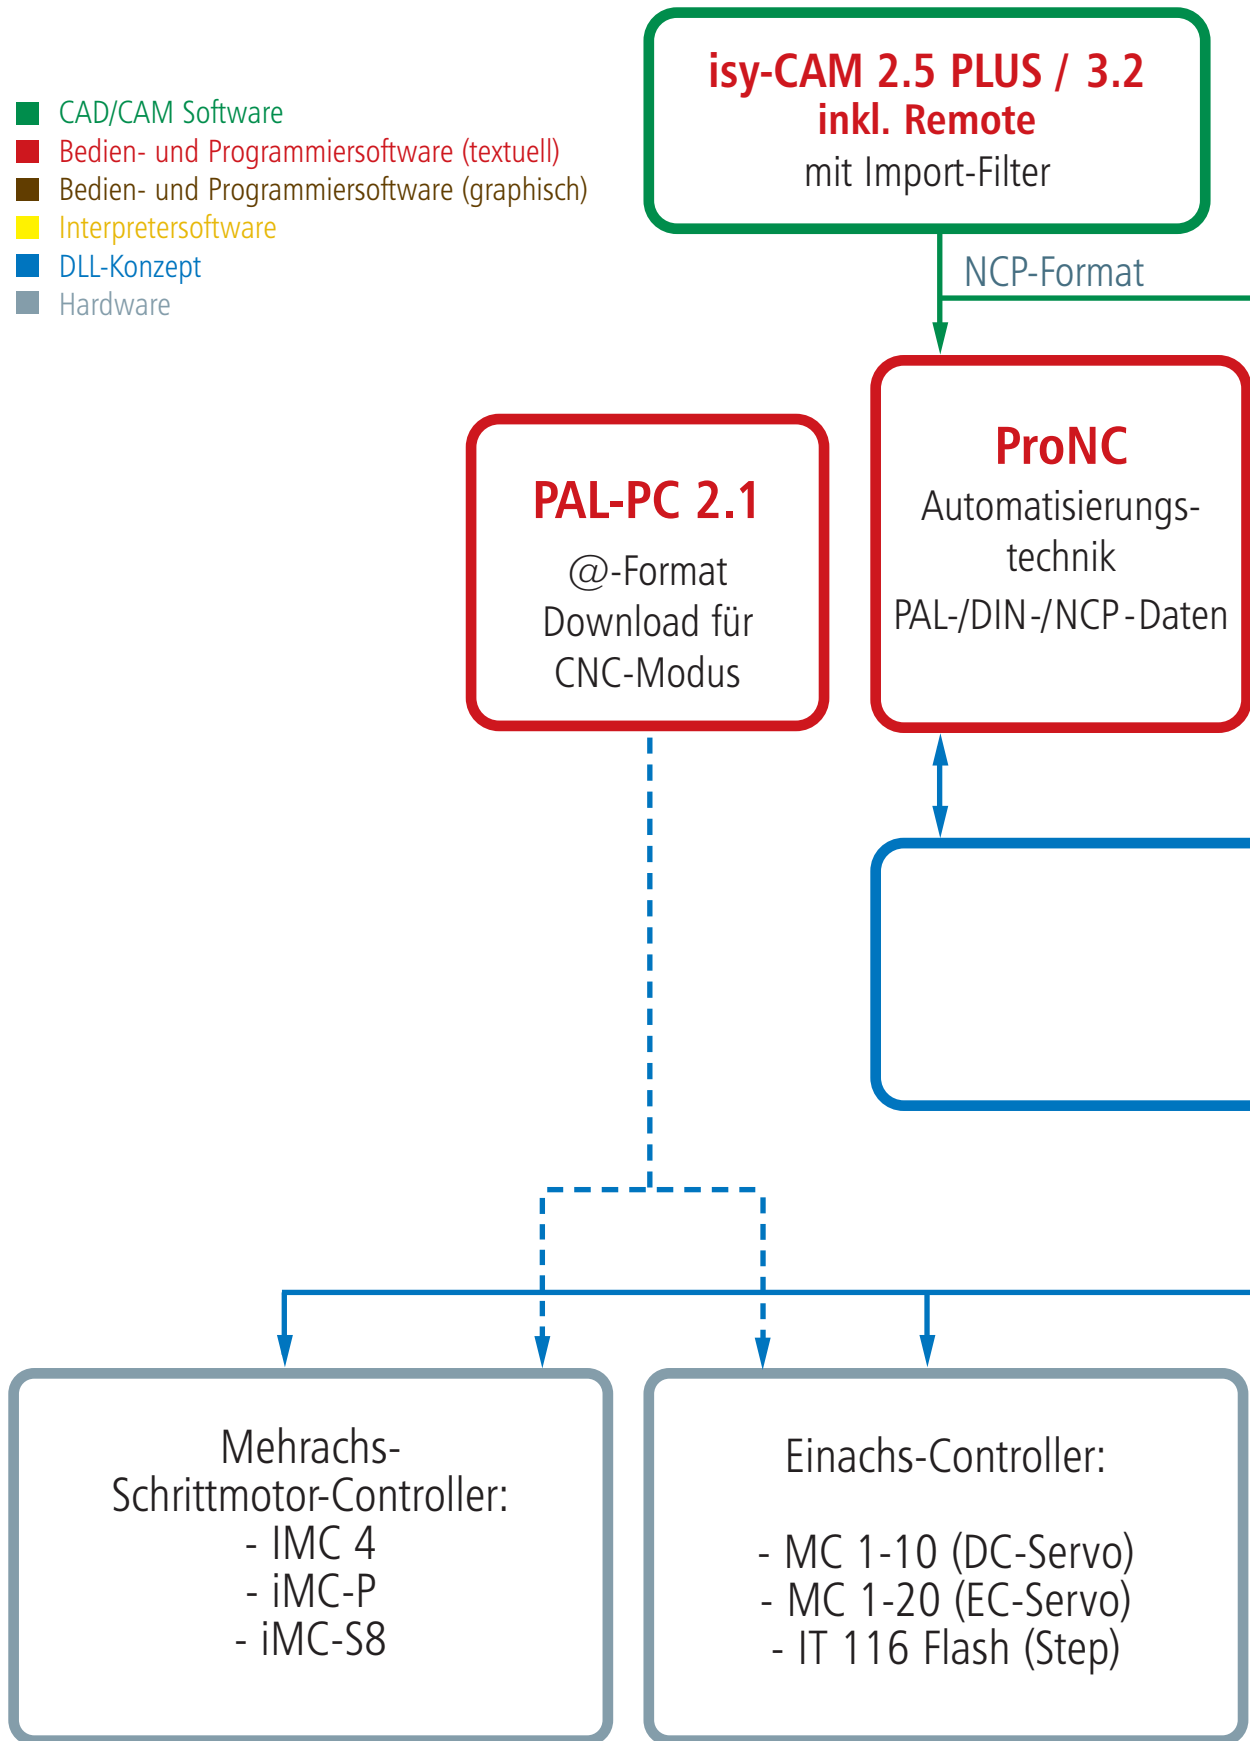 isy-CAM 2.5 PLUS / 3.2
inkl. Remote
mit Import-Filter
CAD/CAM Software
Bedien- und Programmiersoftware (textuell)
Bedien- und Programmiersoftware (graphisch)
Interpretersoftware
DLL-Konzept
Hardware
NCP-Format
ProNC
Automatisierungs-
technik
PAL-/DIN-/NCP-Daten
PAL-PC 2.1
@-Format
Download für
CNC-Modus
Mehrachs-
Schrittmotor-Controller:
- IMC 4
- iMC-P
- iMC-S8
Einachs-Controller:
- MC 1-10 (DC-Servo)
- MC 1-20 (EC-Servo)
- IT 116 Flash (Step)